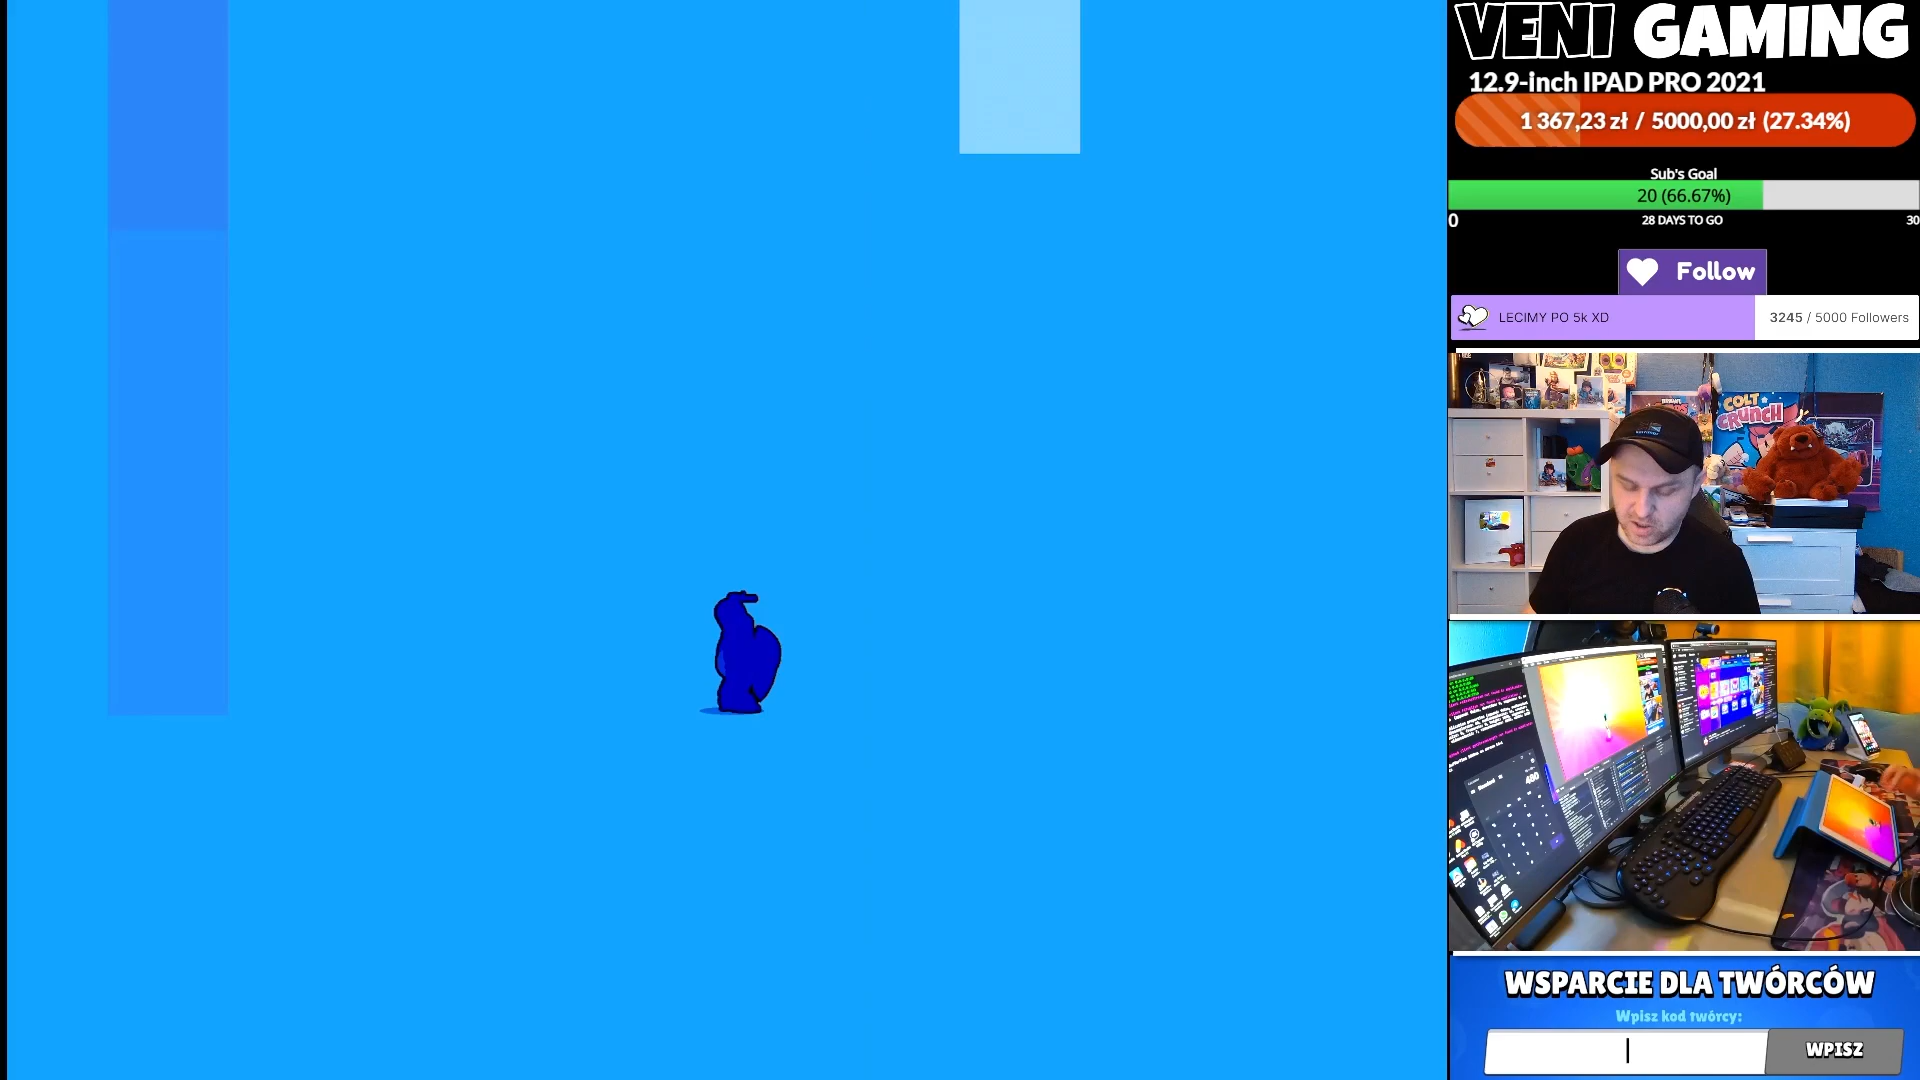 VENI GAMING
12.9-inch IPAD PRO 2021
1 367,23 zł / 5000,00 zł (27.34%)
Sub's Goal
20 (66.67%)
0
28 DAYS TO GO
30
Follow
LECIMY PO 5k XD
3245 / 5000 Followers
COLT
CRUNCH
480
WSPARCIE DLA TWÓRCÓW
Wpisz kod twórcy:
WPISZ